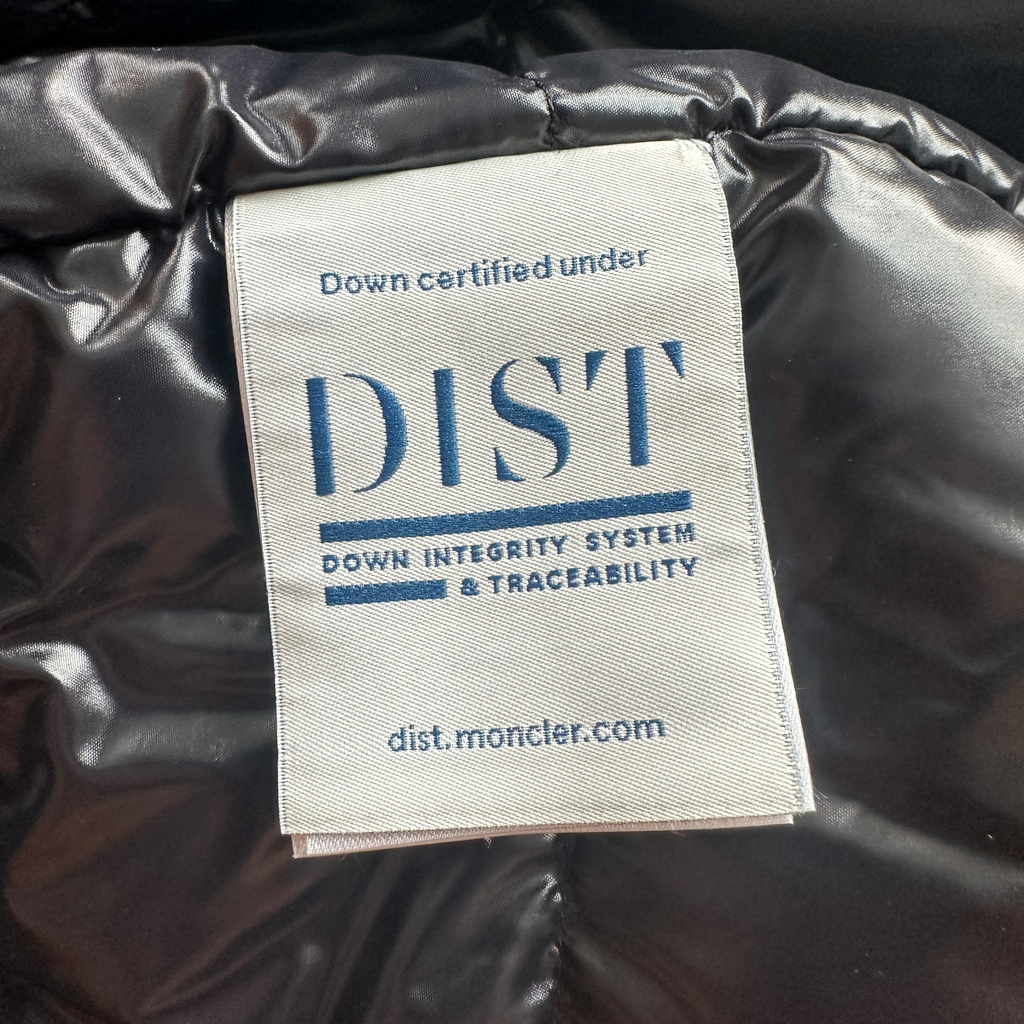 Down certified under
DIST
DOWN INTEGRITY SYSTEM
& TRACEABILITY
dist.moncler.com